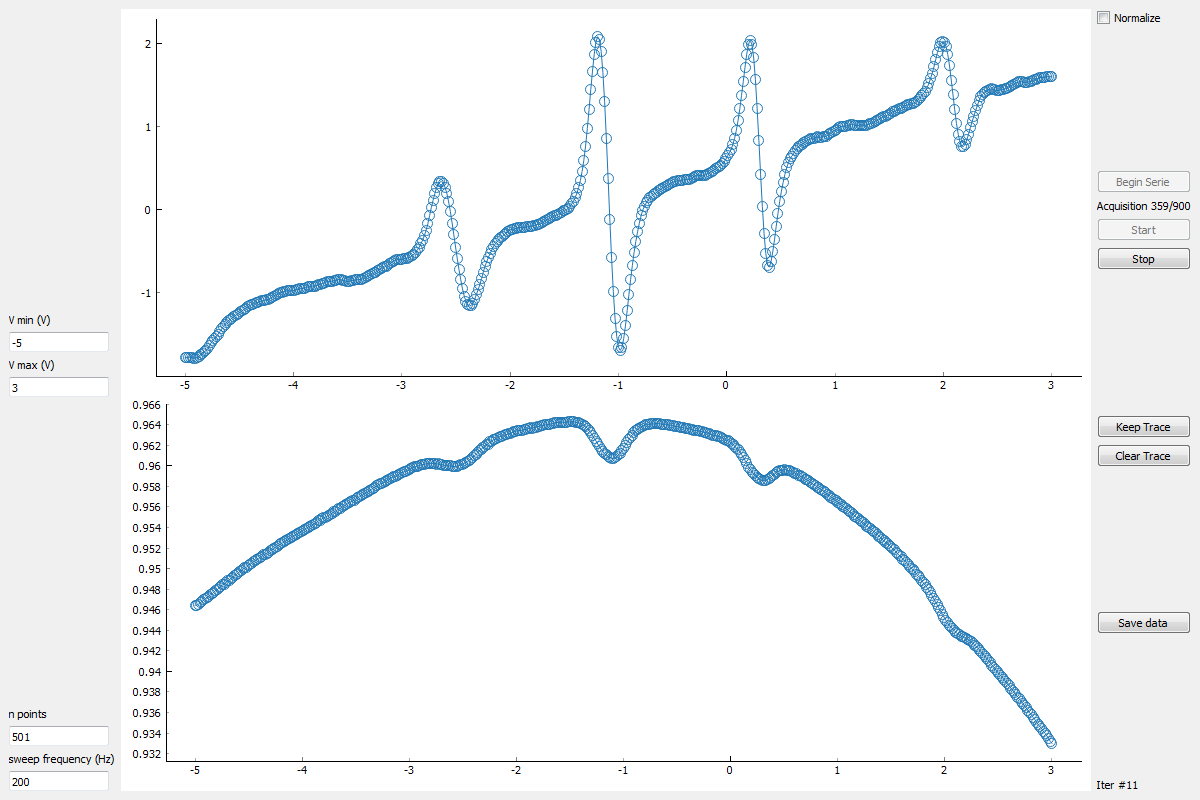 Normalize
2
1
0
-1
-5 -4 -3 -2 -1 0 1 2 3
Begin Serie
Acquisition 359/900
Start
Stop
V min (V)
-5
V max (V)
3
0.966
0.964
0.962
0.96
0.958
0.956
0.954
0.952
0.95
0.948
0.946
0.944
0.942
0.94
0.938
0.936
0.934
0.932
-5 -4 -3 -2 -1 0 1 2 3
Keep Trace
Clear Trace
Save data
n points
501
sweep frequency (Hz)
200
Iter #11